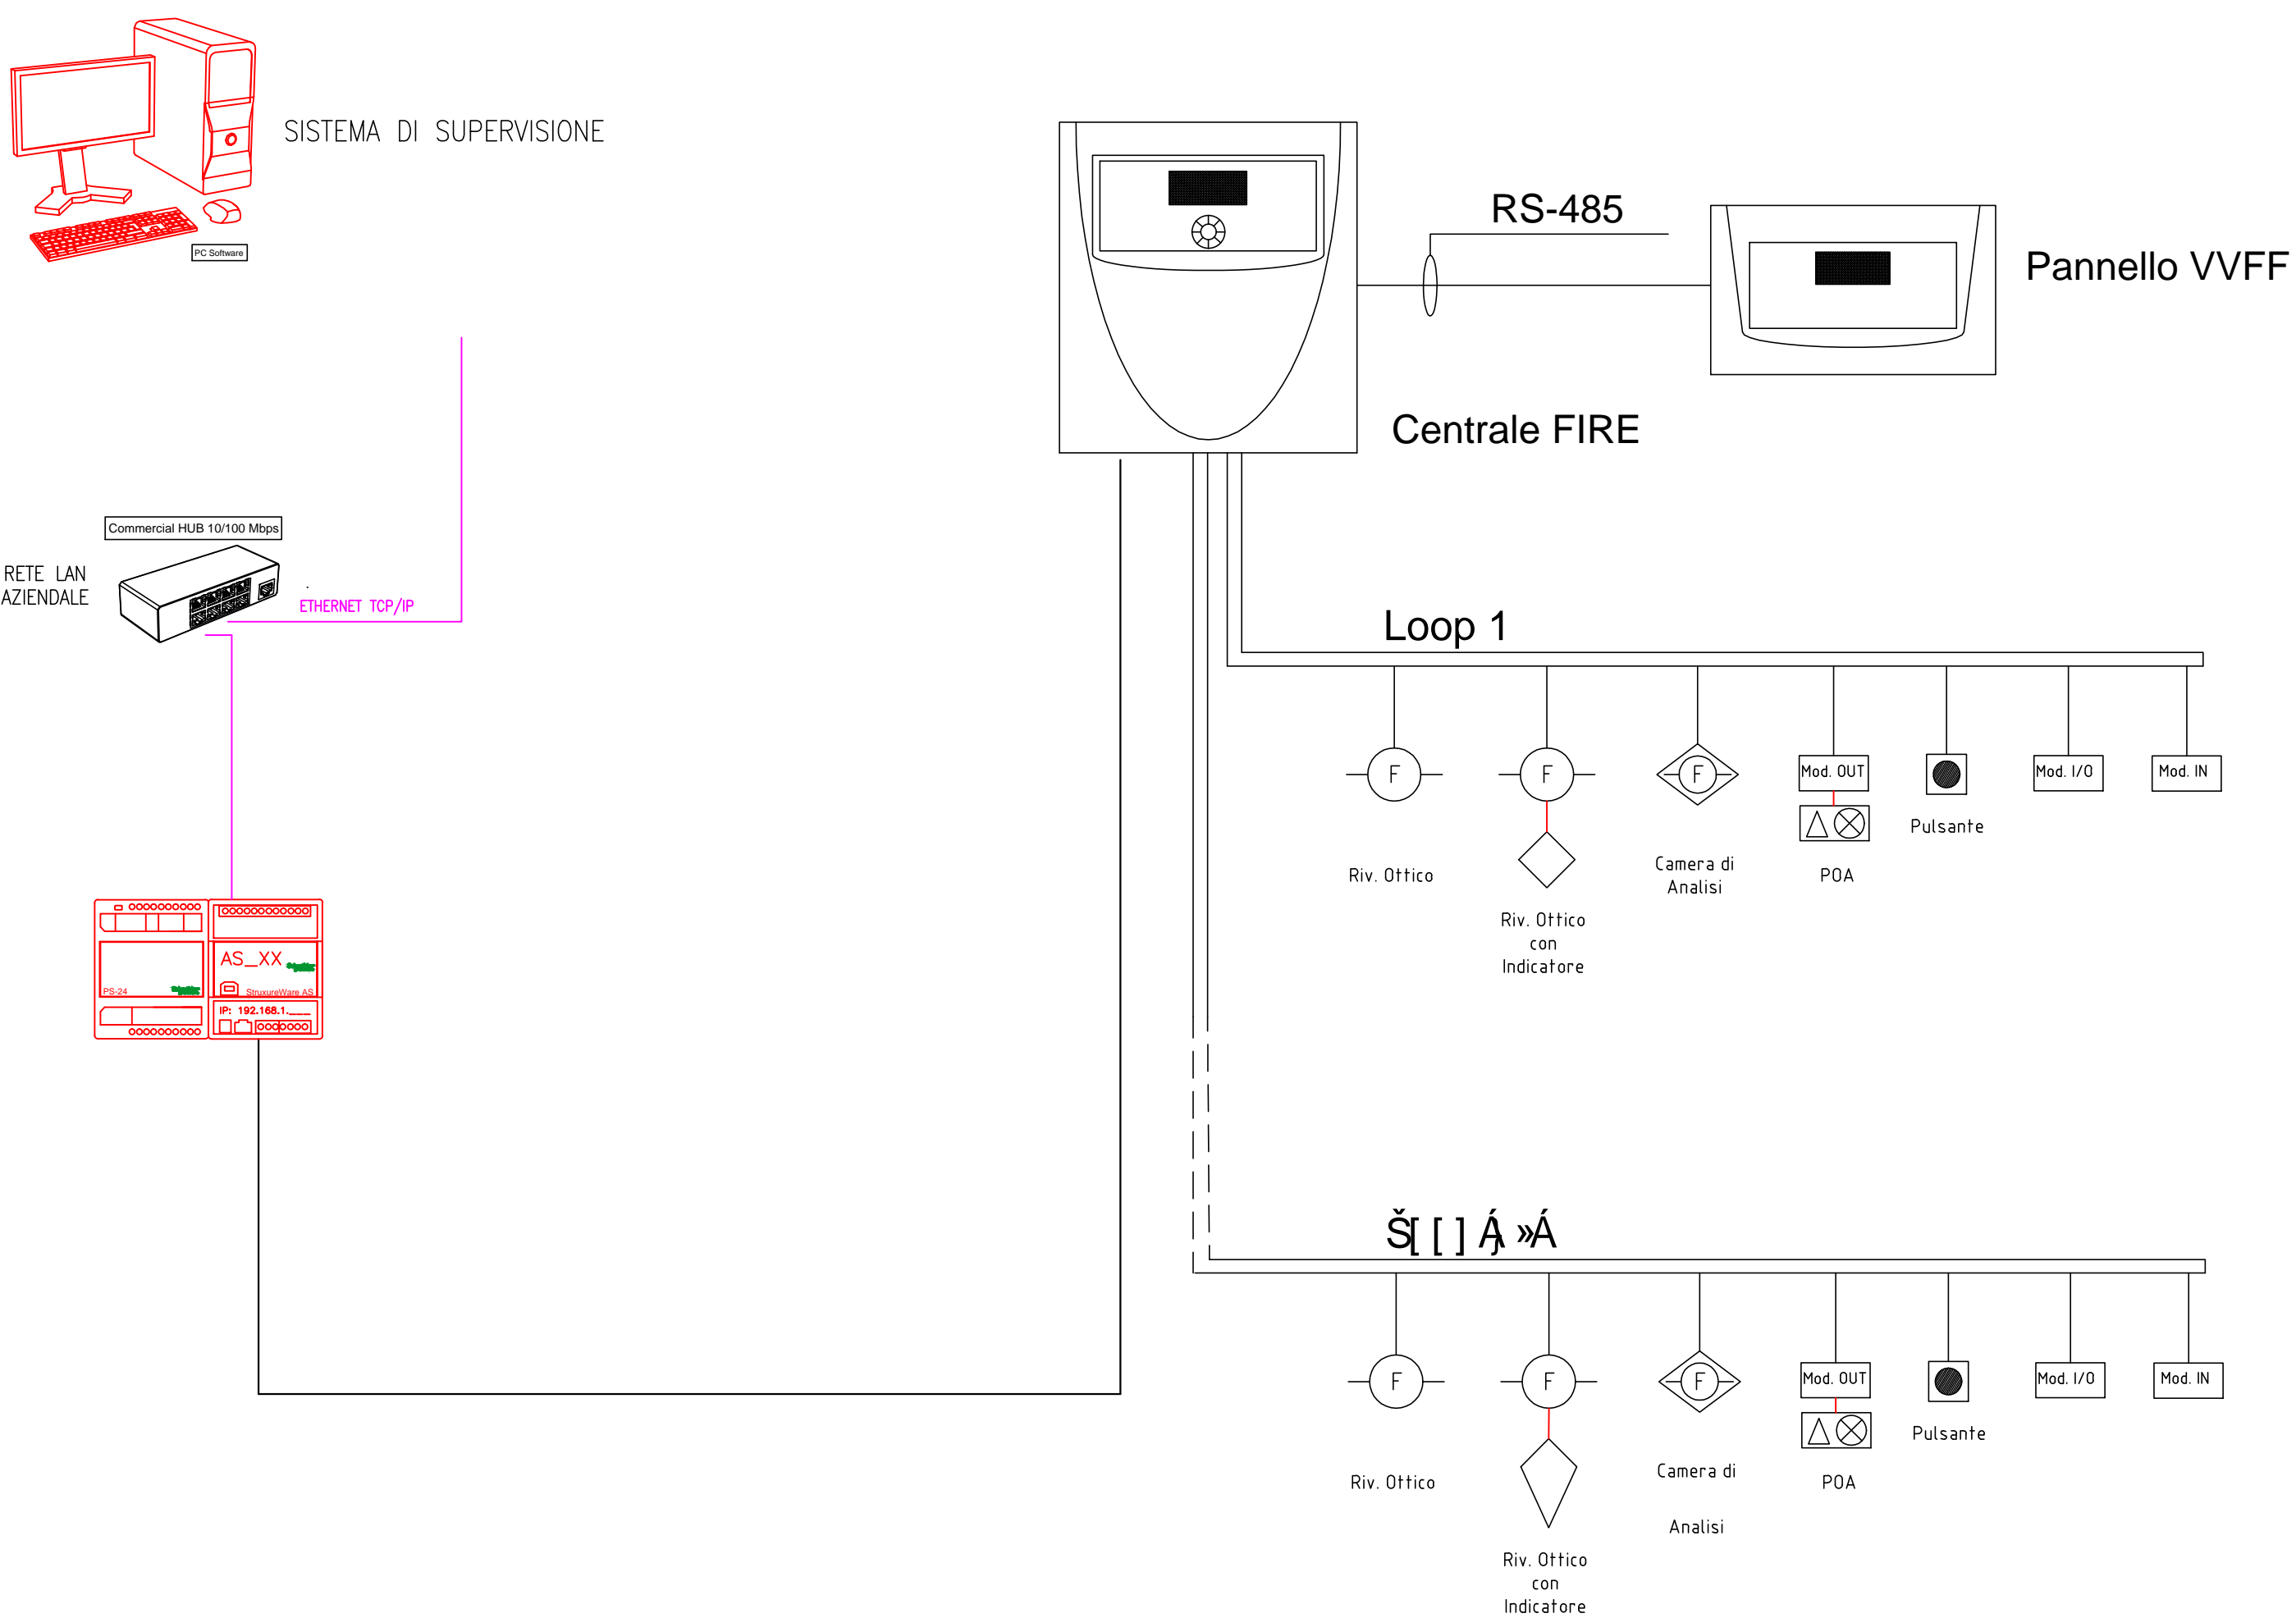 SISTEMA DI SUPERVISIONE
PC Software
RS-485
Pannello VVFF
Centrale FIRE
Commercial HUB 10/100 Mbps
RETE LAN
AZIENDALE
ETHERNET TCP/IP
Loop 1
F
F
F
Mod. OUT
Mod. I/O
Mod. IN
Riv. Ottico
Riv. Ottico
con
Indicatore
Camera di
Analisi
POA
Pulsante
PS-24
AS_XX
StruxureWare AS
IP: 192.168.1.___
F
F
F
Mod. OUT
Mod. I/O
Mod. IN
Riv. Ottico
Riv. Ottico
con
Indicatore
Camera di
Analisi
POA
Pulsante